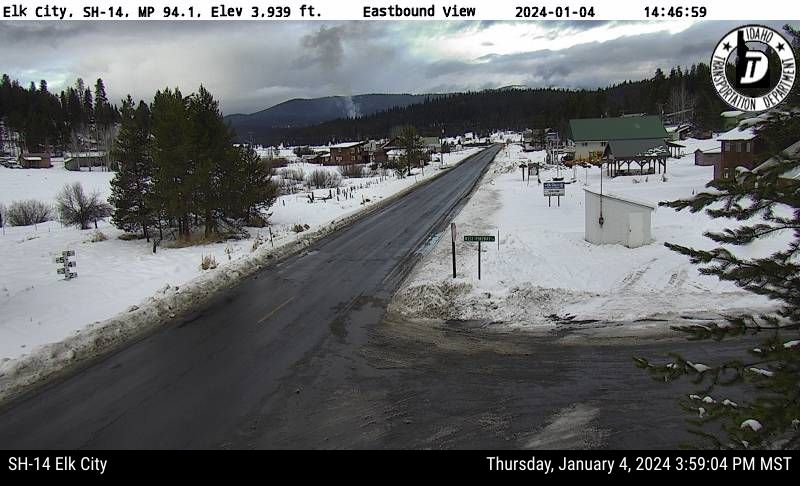 Elk City, SH-14, MP 94.1, Elev 3,939 ft. Eastbound View 2024-01-04 14:46:59
IDAHO
TRANSPORTATION DEPARTMENT
SH-14 Elk City Thursday, January 4, 2024 3:59:04 PM MST